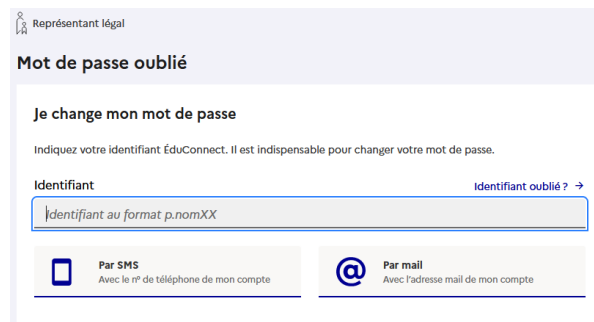 Représentant légal
Mot de passe oublié
Je change mon mot de passe
Indiquez votre identifiant ÉduConnect. Il est indispensable pour changer votre mot de passe.
Identifiant
Identifiant oublié ? →
Identifiant au format p.nomXX
Par SMS
Avec le nº de téléphone de mon compte
@
Par mail
Avec l'adresse mail de mon compte